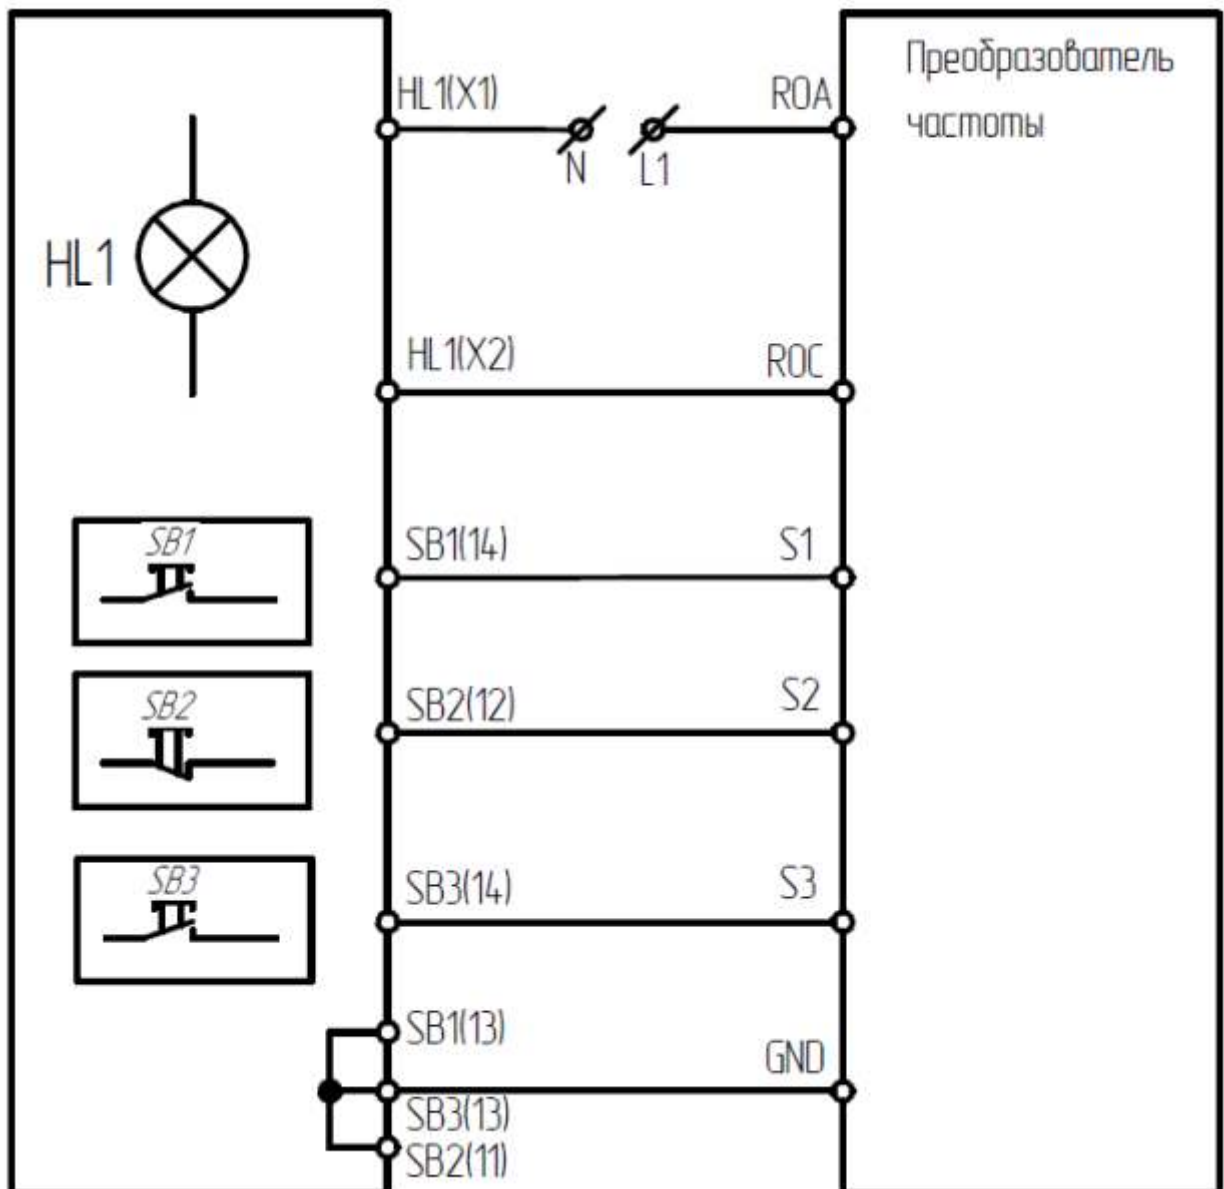 Преобразователь
частоты
HL1(X1)
ROA
N
L1
HL1
HL1(X2)
ROC
SB1
SB1(14)
S1
SB2
SB2(12)
S2
SB3
SB3(14)
S3
SB1(13)
GND
SB3(13)
SB2(11)